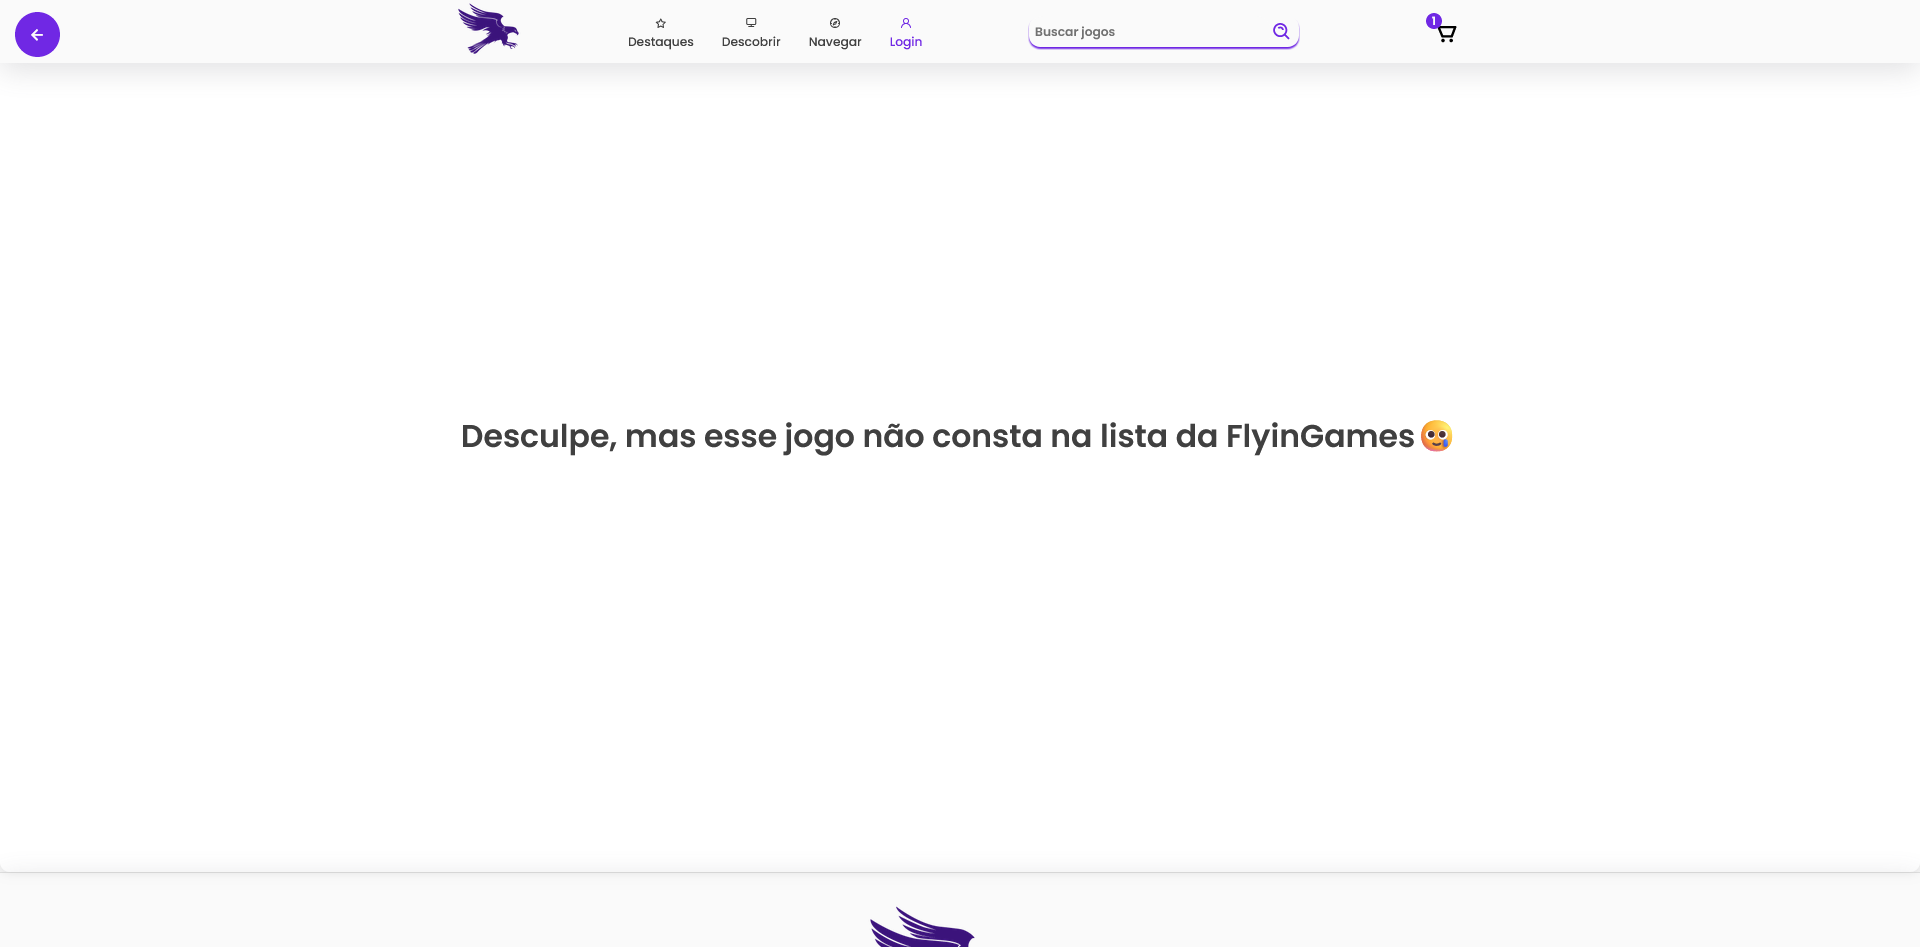 Destaques
Descobrir
Navegar
Login
Buscar jogos
1
Desculpe, mas esse jogo não consta na lista da FlyinGames 🥲